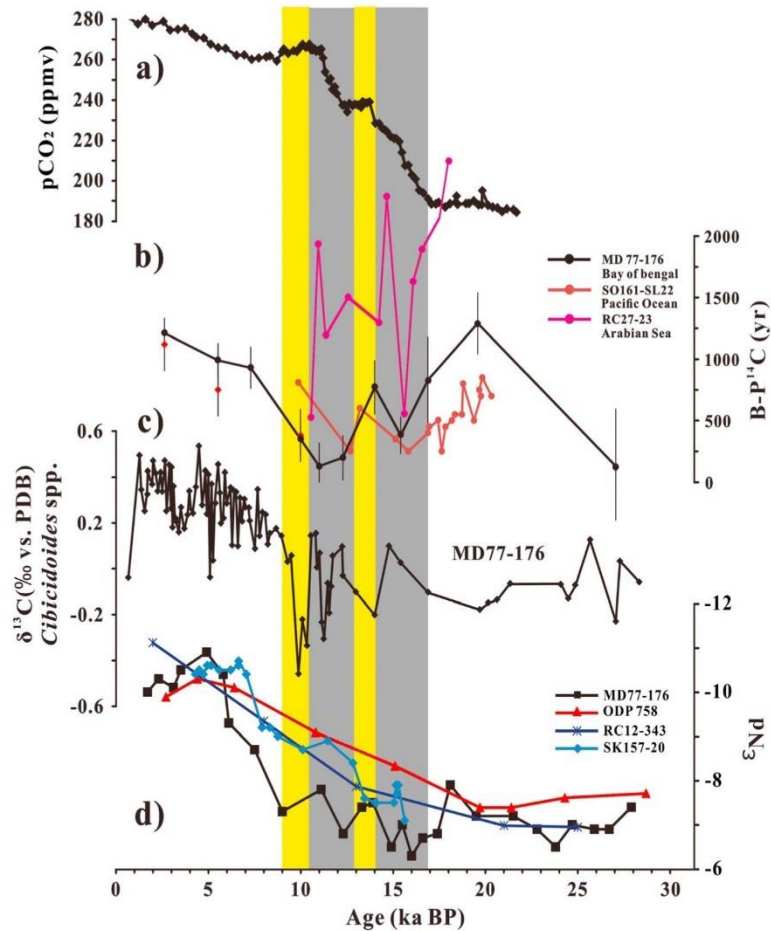 280
260
240
220
200
180
pCO₂ (ppmv)
a)
b)
MD 77-176
Bay of bengal
SO161-SL22
Pacific Ocean
RC27-23
Arabian Sea
2000
1500
1000
500
0
B-P¹⁴C (yr)
c)
0.6
0.2
-0.2
-0.6
δ¹³C(‰ vs. PDB)
Cibicidoides spp.
MD77-176
d)
MD77-176
ODP 758
RC12-343
SK157-20
-12
-10
-8
-6
εNd
0 5 10 15 20 25 30
Age (ka BP)